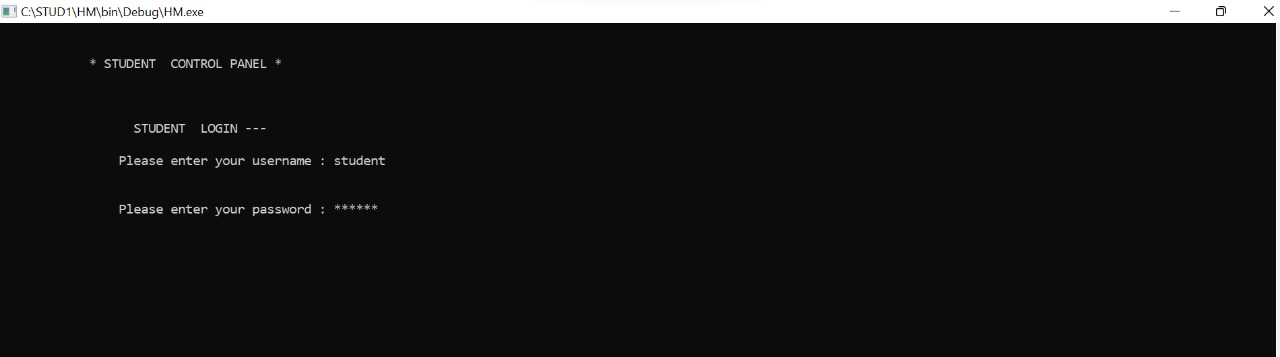 C:\STUD1\HM\bin\Debug\HM.exe
* STUDENT  CONTROL PANEL *
STUDENT  LOGIN ---
Please enter your username : student
Please enter your password : ******